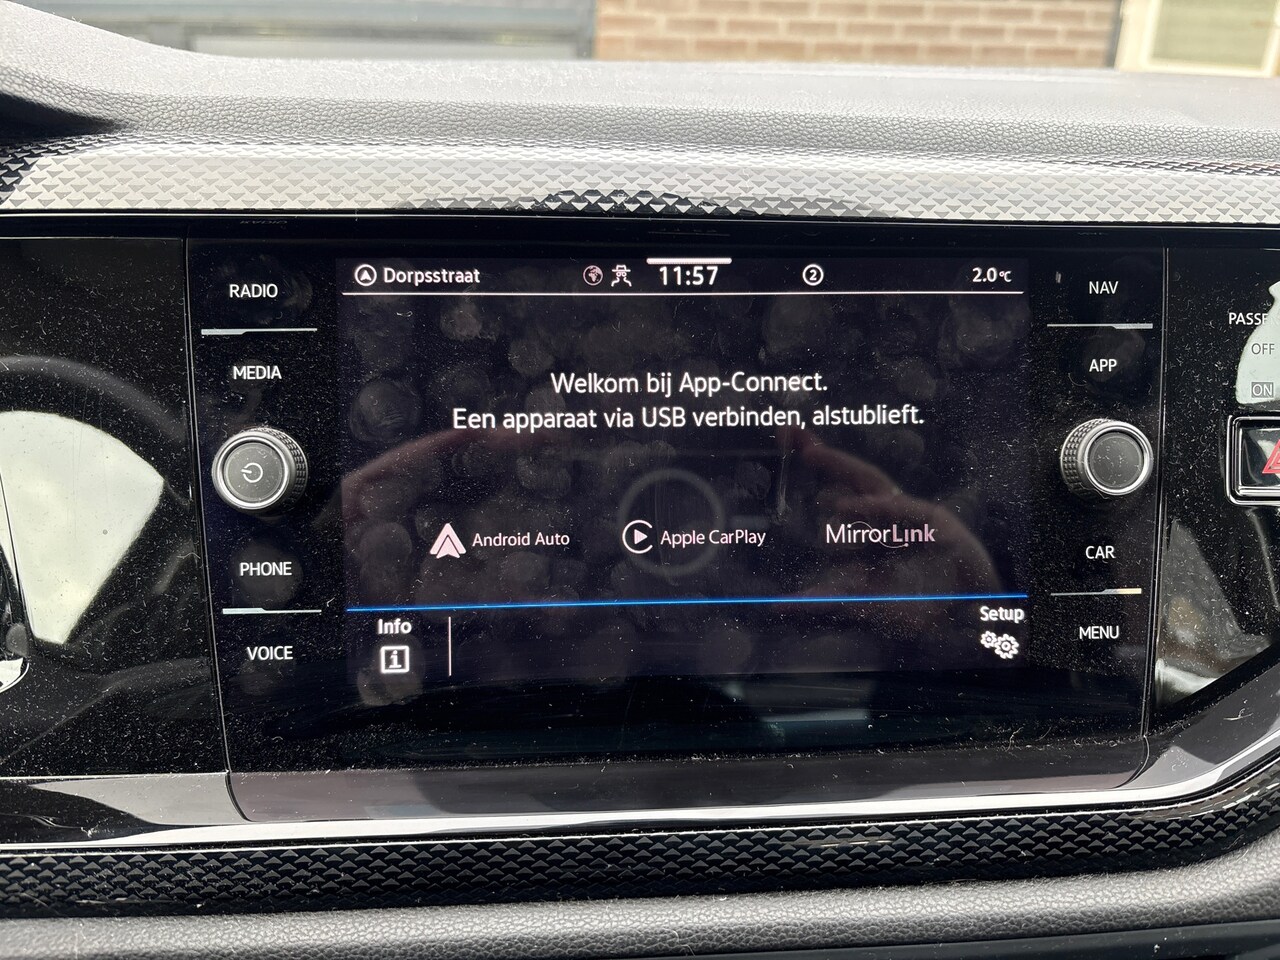 RADIO
MEDIA
PHONE
VOICE
Dorpsstraat
11:57
2
2.0°C
Welkom bij App-Connect.
Een apparaat via USB verbinden, alstublieft.
Android Auto
Apple CarPlay
MirrorLink
Info
i
Setup
NAV
APP
CAR
MENU
OFF
ON